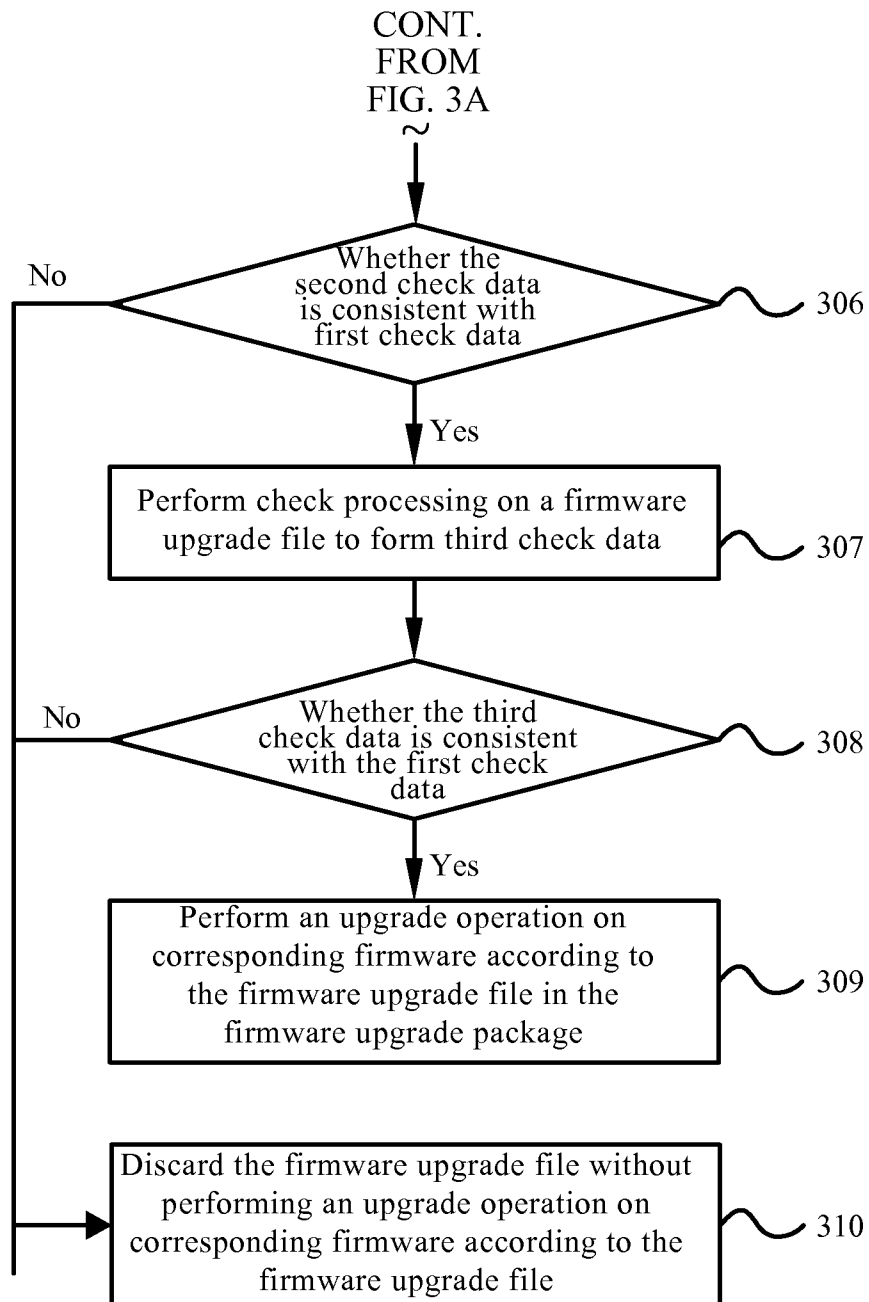 CONT.
FROM
FIG. 3A
~
Whether the
second check data
is consistent with
first check data
No
306
Yes
Perform check processing on a firmware
upgrade file to form third check data
307
Whether the third
check data is consistent
with the first check
data
No
308
Yes
Perform an upgrade operation on
corresponding firmware according to
the firmware upgrade file in the
firmware upgrade package
309
Discard the firmware upgrade file without
performing an upgrade operation on
corresponding firmware according to the
firmware upgrade file
310